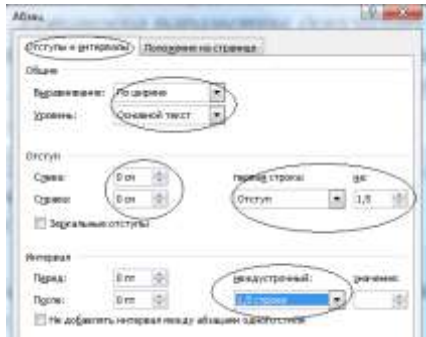 Абзац
Отступы и интервалы Положение на странице
Общие
Выравнивание: По ширине
Уровень: Основной текст
Отступ
Слева: 0 см первая строка: на:
Справа: 0 см Отступ 1,5
Зеркальные отступы
Интервал
Перед: 0 пт междустрочный: значение:
После: 0 пт 1,5 строки
Не добавлять интервал между абзацами одного стиля